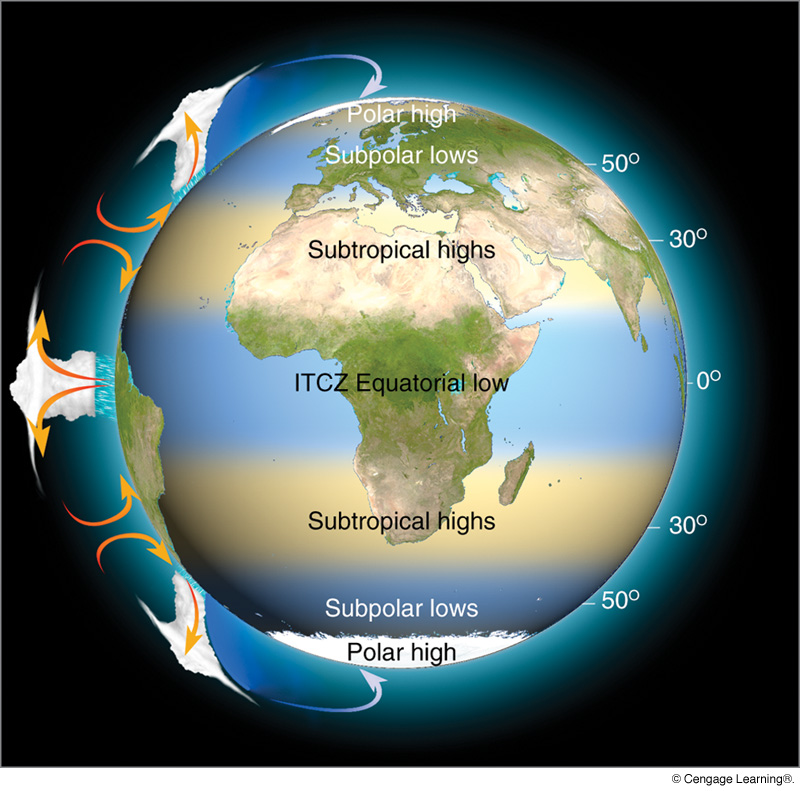 Polar high
Subpolar lows
50°
Subtropical highs
30°
ITCZ Equatorial low
0°
Subtropical highs
30°
50°
Subpolar lows
Polar high
© Cengage Learning®.